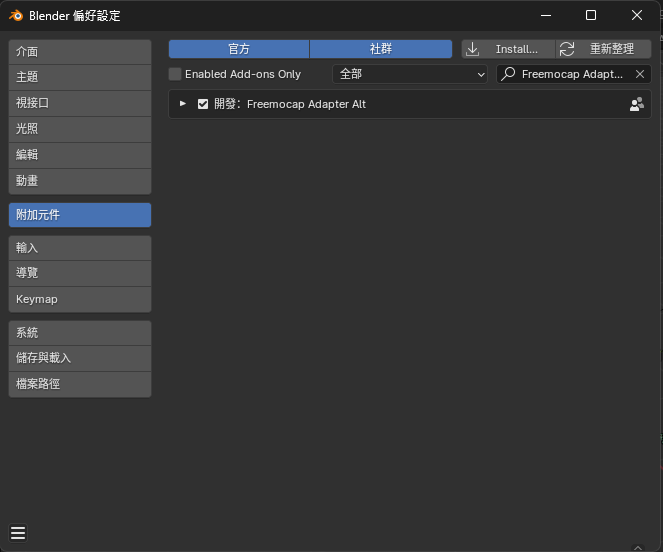 Blender 偏好設定
介面
主題
視接口
光照
編輯
動畫
附加元件
輸入
導覽
Keymap
系統
儲存與載入
檔案路徑
官方 社群 Install... 重新整理
Enabled Add-ons Only 全部 Freemocap Adapt...
開發: Freemocap Adapter Alt